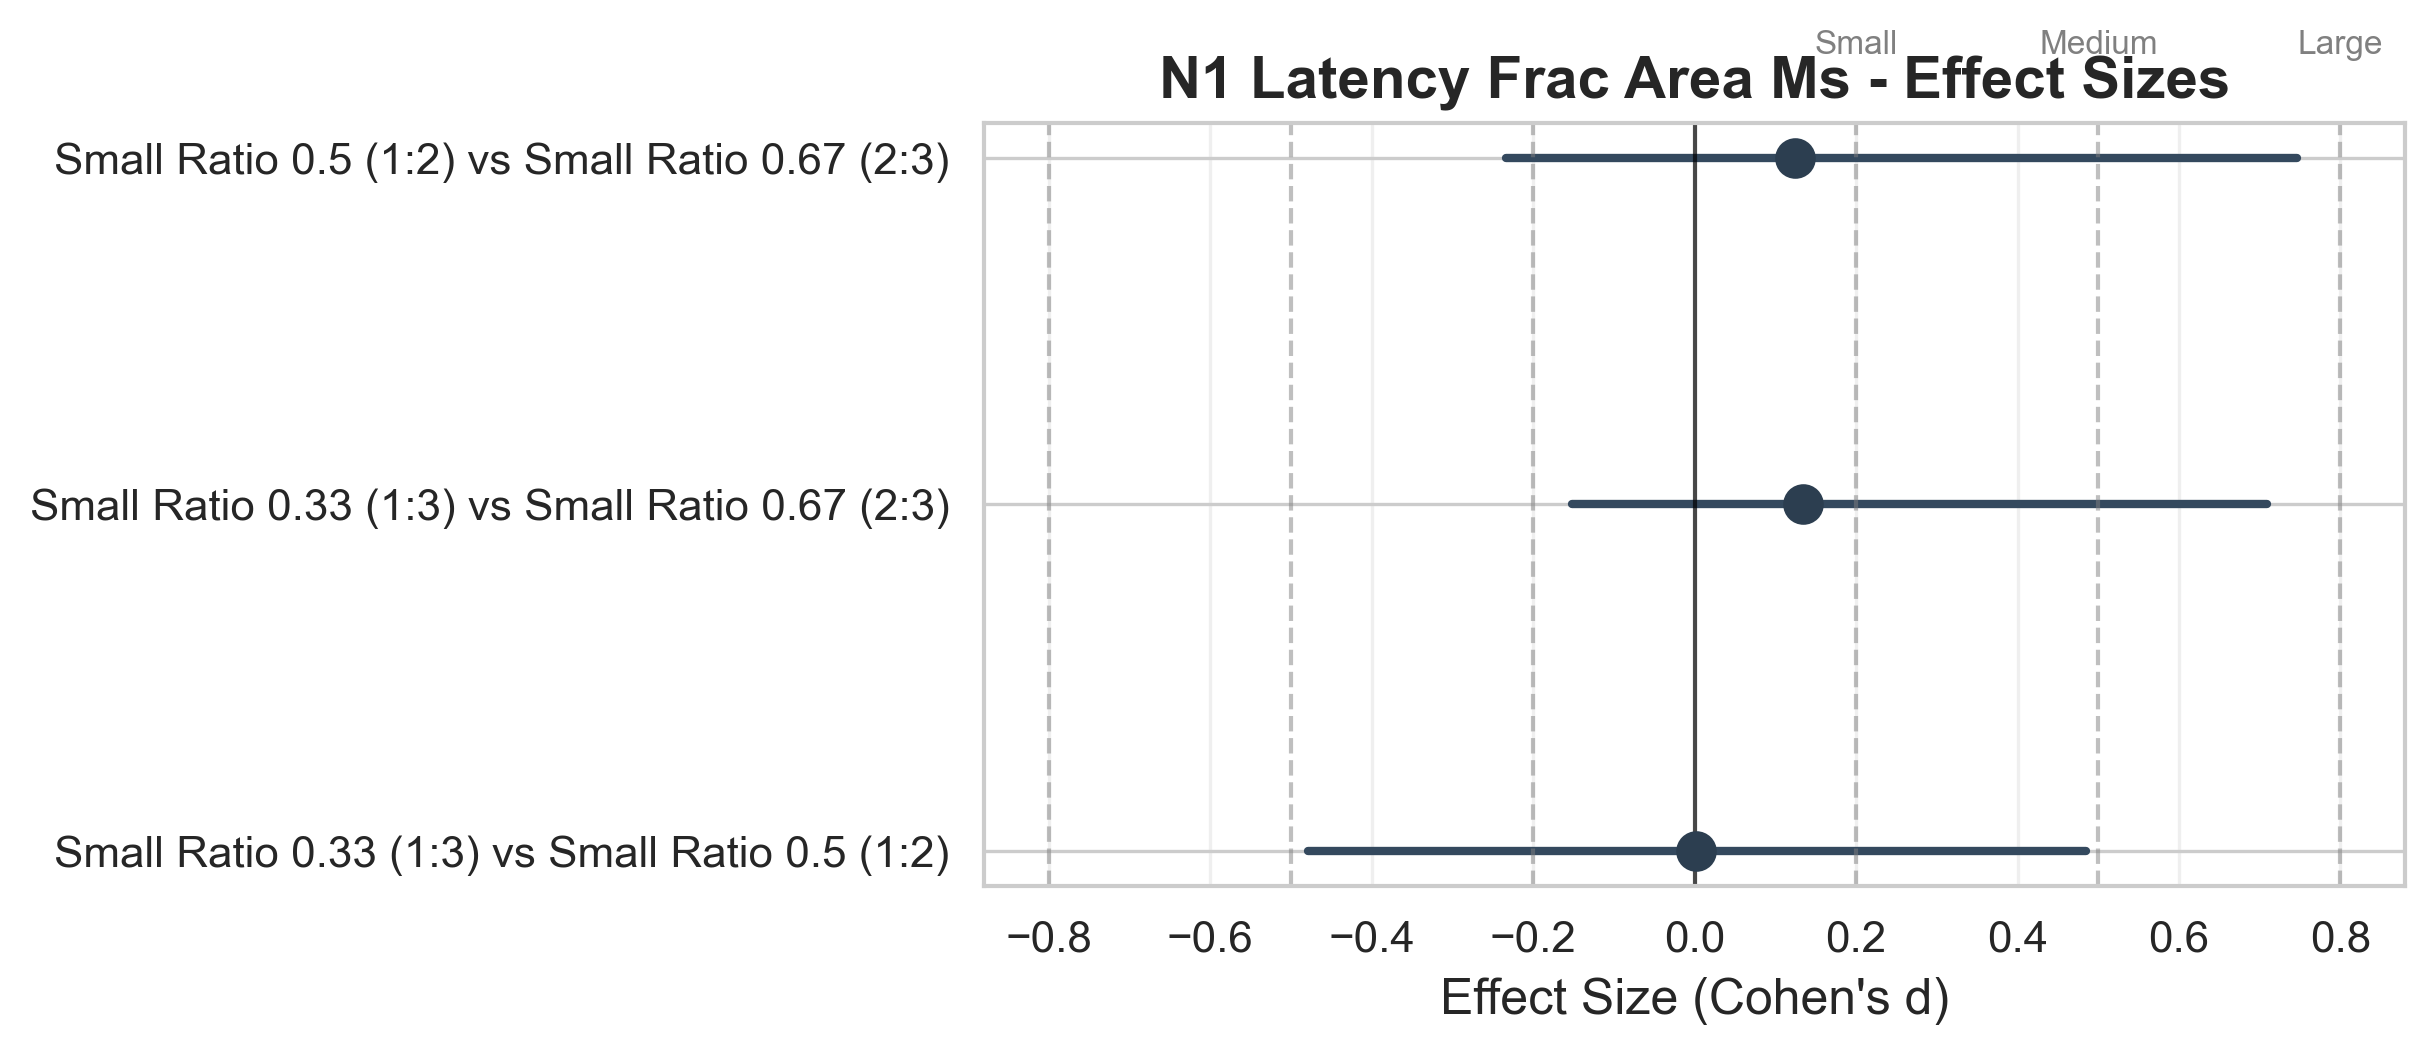 Small Medium Large
N1 Latency Frac Area Ms - Effect Sizes
Small Ratio 0.5 (1:2) vs Small Ratio 0.67 (2:3)
Small Ratio 0.33 (1:3) vs Small Ratio 0.67 (2:3)
Small Ratio 0.33 (1:3) vs Small Ratio 0.5 (1:2)
−0.8 −0.6 −0.4 −0.2 0.0 0.2 0.4 0.6 0.8
Effect Size (Cohen's d)